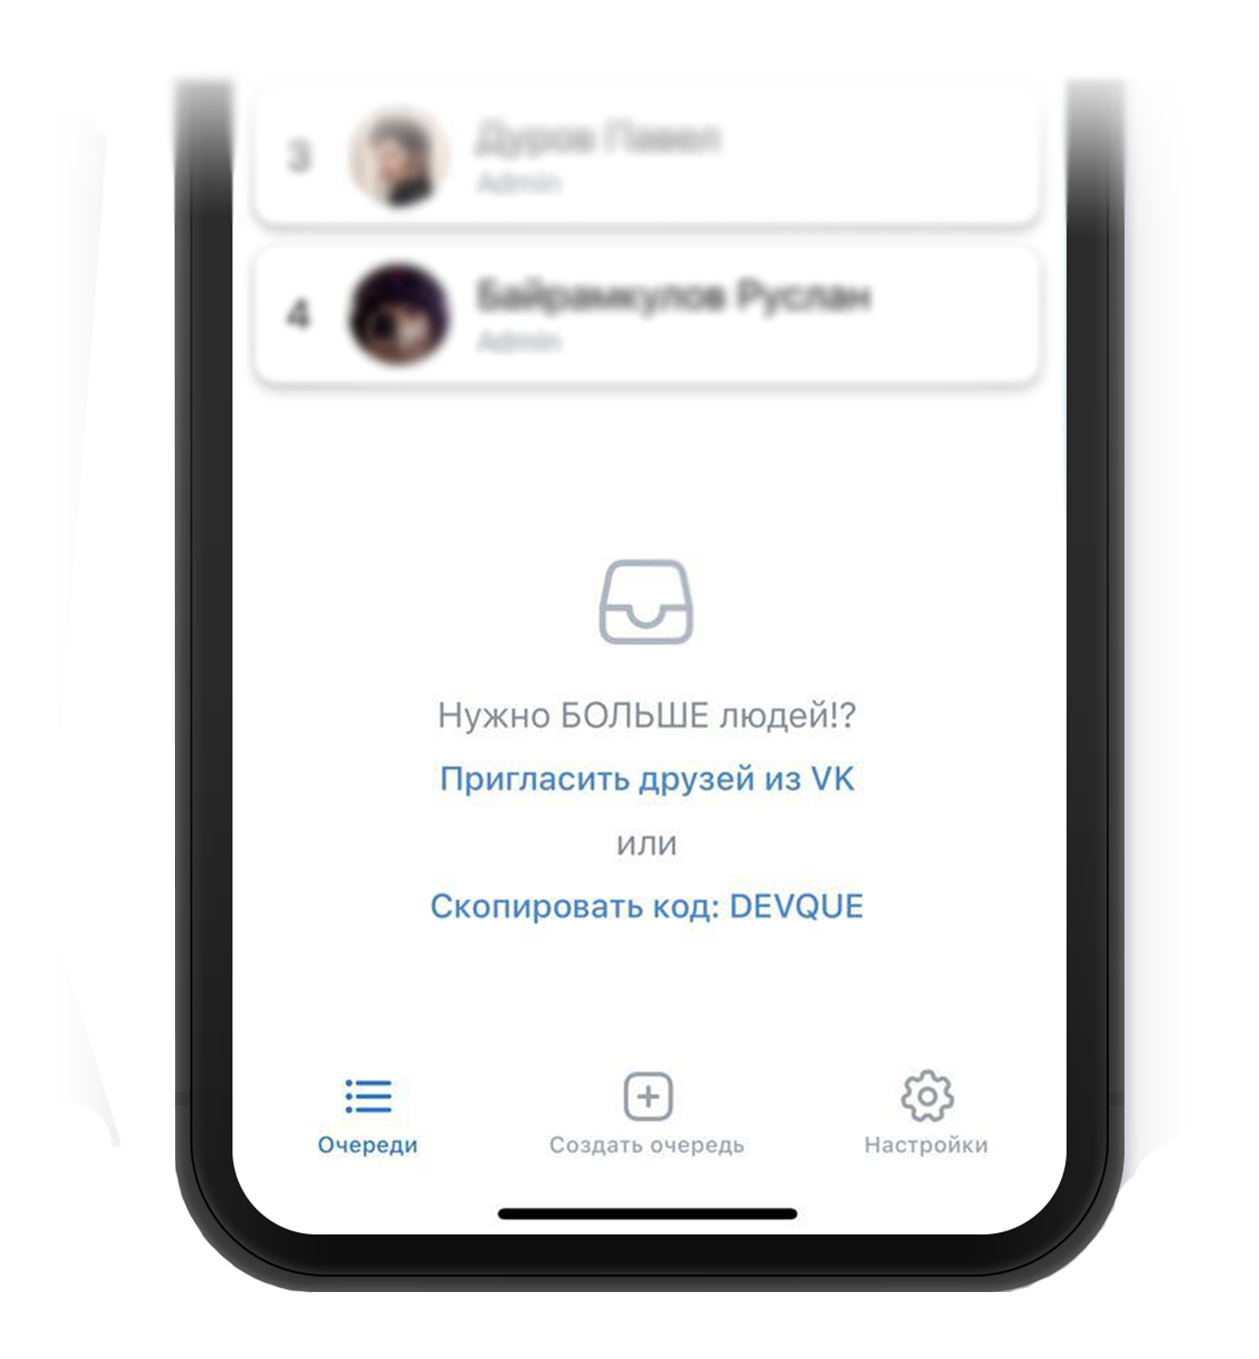 3
Дуров Павел
Admin
4
Байрамкулов Руслан
Admin
Нужно БОЛЬШЕ людей!?
Пригласить друзей из VK
или
Скопировать код: DEVQUE
Очереди
Создать очередь
Настройки